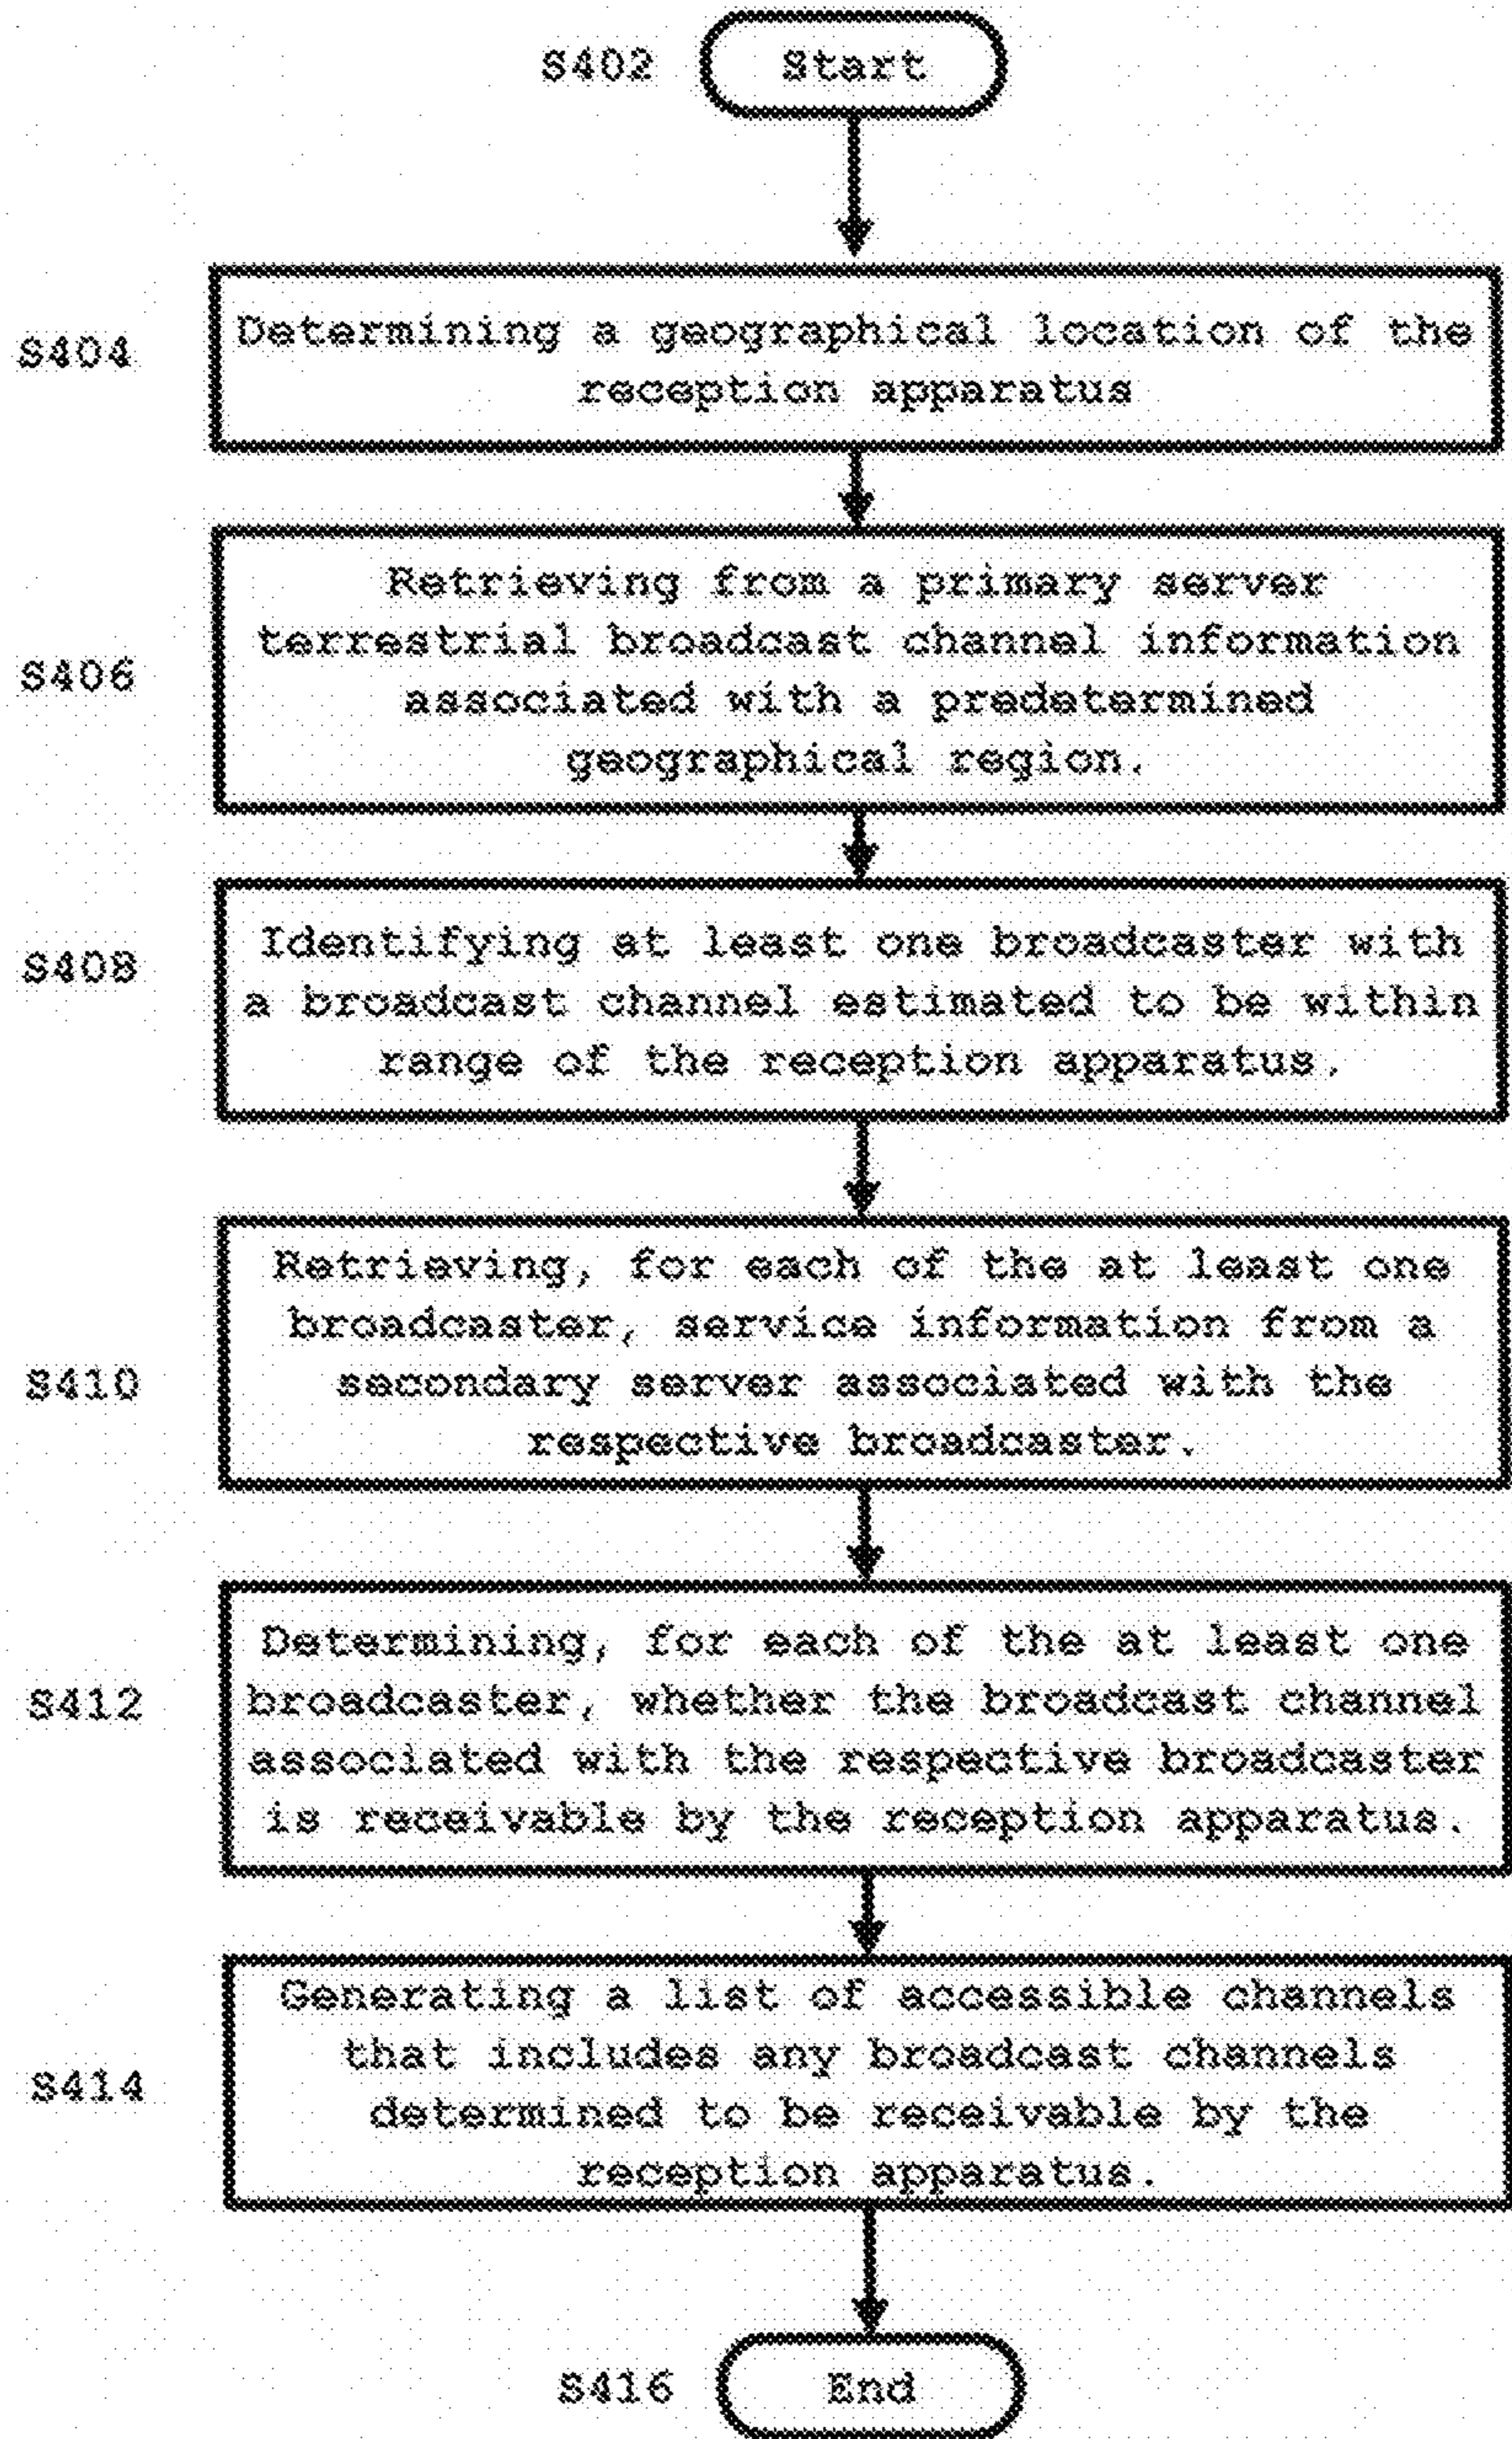 S402 Start
S404
Determining a geographical location of the
reception apparatus
S406
Retrieving from a primary server
terrestrial broadcast channel information
associated with a predetermined
geographical region.
S408
Identifying at least one broadcaster with
a broadcast channel estimated to be within
range of the reception apparatus.
S410
Retrieving, for each of the at least one
broadcaster, service information from a
secondary server associated with the
respective broadcaster.
S412
Determining, for each of the at least one
broadcaster, whether the broadcast channel
associated with the respective broadcaster
is receivable by the reception apparatus.
S414
Generating a list of accessible channels
that includes any broadcast channels
determined to be receivable by the
reception apparatus.
S416 End